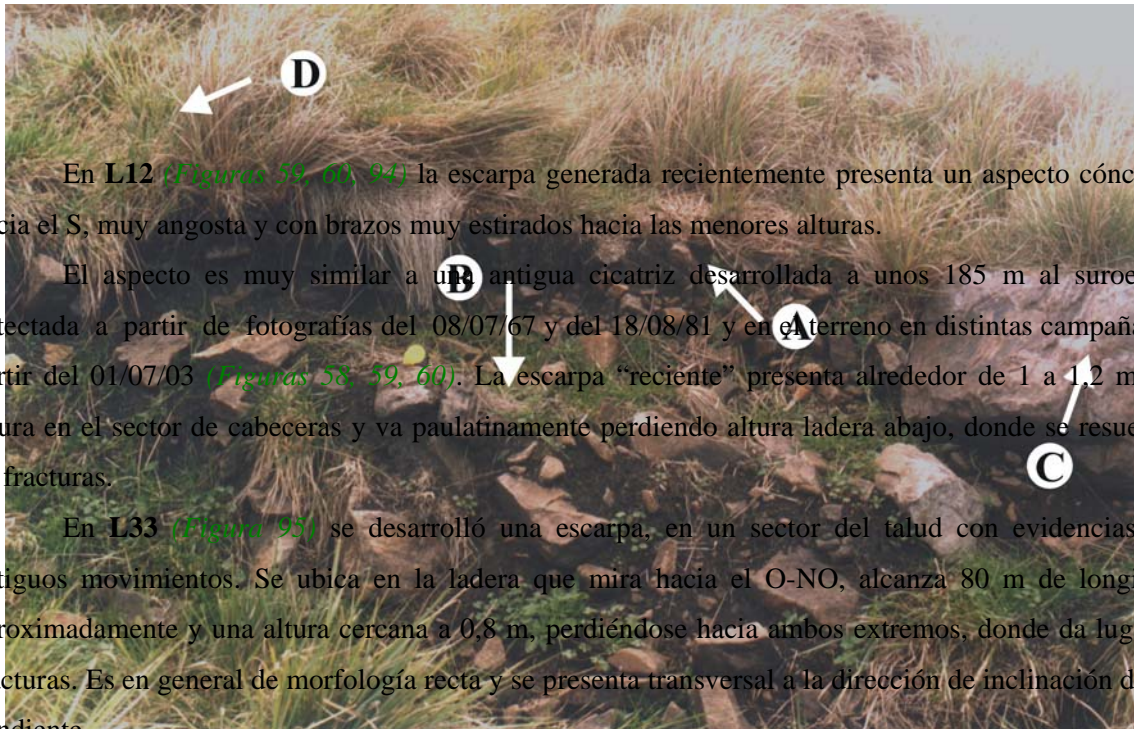 D
En L12 (Figuras 59, 60, 94) la escarpa generada recientemente presenta un aspecto cónc
cia el S, muy angosta y con brazos muy estirados hacia las menores alturas.
El aspecto es muy similar a una antigua cicatriz desarrollada a unos 185 m al suroe
B
tectada a partir de fotografías del 08/07/67 y del 18/08/81 y en el terreno en distintas campaña
A
rtir del 01/07/03 (Figuras 58, 59, 60). La escarpa “reciente” presenta alrededor de 1 a 1,2 m
ura en el sector de cabeceras y va paulatinamente perdiendo altura ladera abajo, donde se resue
C
fracturas.
En L33 (Figura 95) se desarrolló una escarpa, en un sector del talud con evidencias
tiguos movimientos. Se ubica en la ladera que mira hacia el O-NO, alcanza 80 m de longi
roximadamente y una altura cercana a 0,8 m, perdiéndose hacia ambos extremos, donde da lug
cturas. Es en general de morfología recta y se presenta transversal a la dirección de inclinación d
ndiente